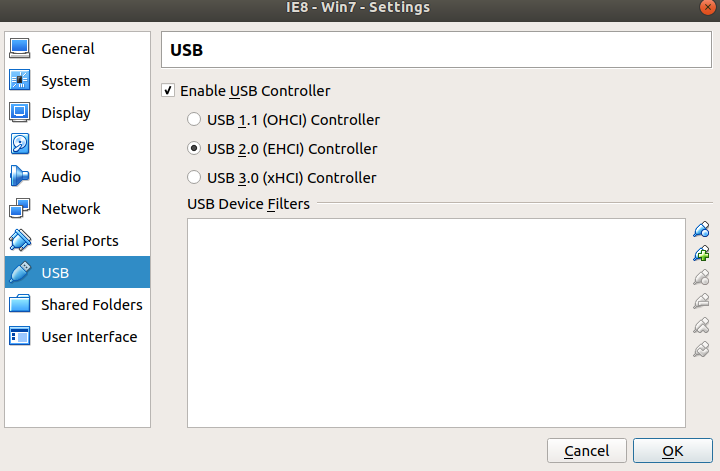 IE8 - Win7 - Settings
General
System
Display
Storage
Audio
Network
Serial Ports
USB
Shared Folders
User Interface
USB
Enable USB Controller
USB 1.1 (OHCI) Controller
USB 2.0 (EHCI) Controller
USB 3.0 (xHCI) Controller
USB Device Filters
Cancel
OK